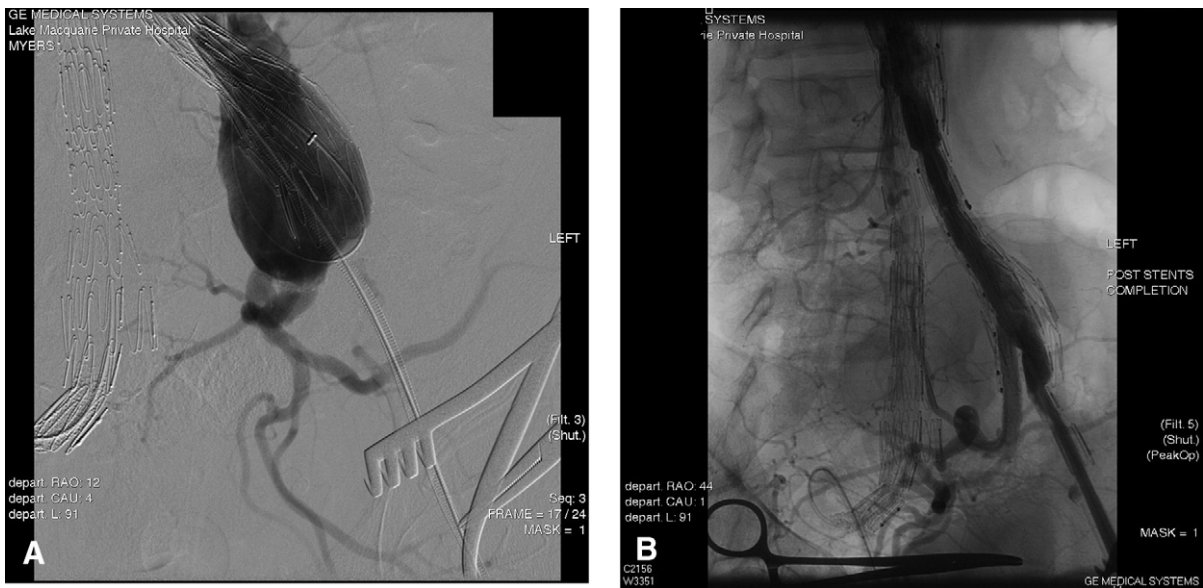 GE MEDICAL SYSTEMS
Lake Macquarie Private Hospital
MYERS
LEFT
(Filt. 3)
(Shut.)
depart. RAO: 12
depart. CAU: 4
depart. L: 91
Seq: 3
FRAME = 17 / 24
MASK = 1
A
SYSTEMS
rie Private Hospital
LEFT
POST STENTS
COMPLETION
(Filt. 5)
(Shut.)
(PeakOp)
depart. RAO: 44
depart. CAU: 1
depart. L: 91
MASK = 1
B
C2156
W3351
GE MEDICAL SYSTEMS